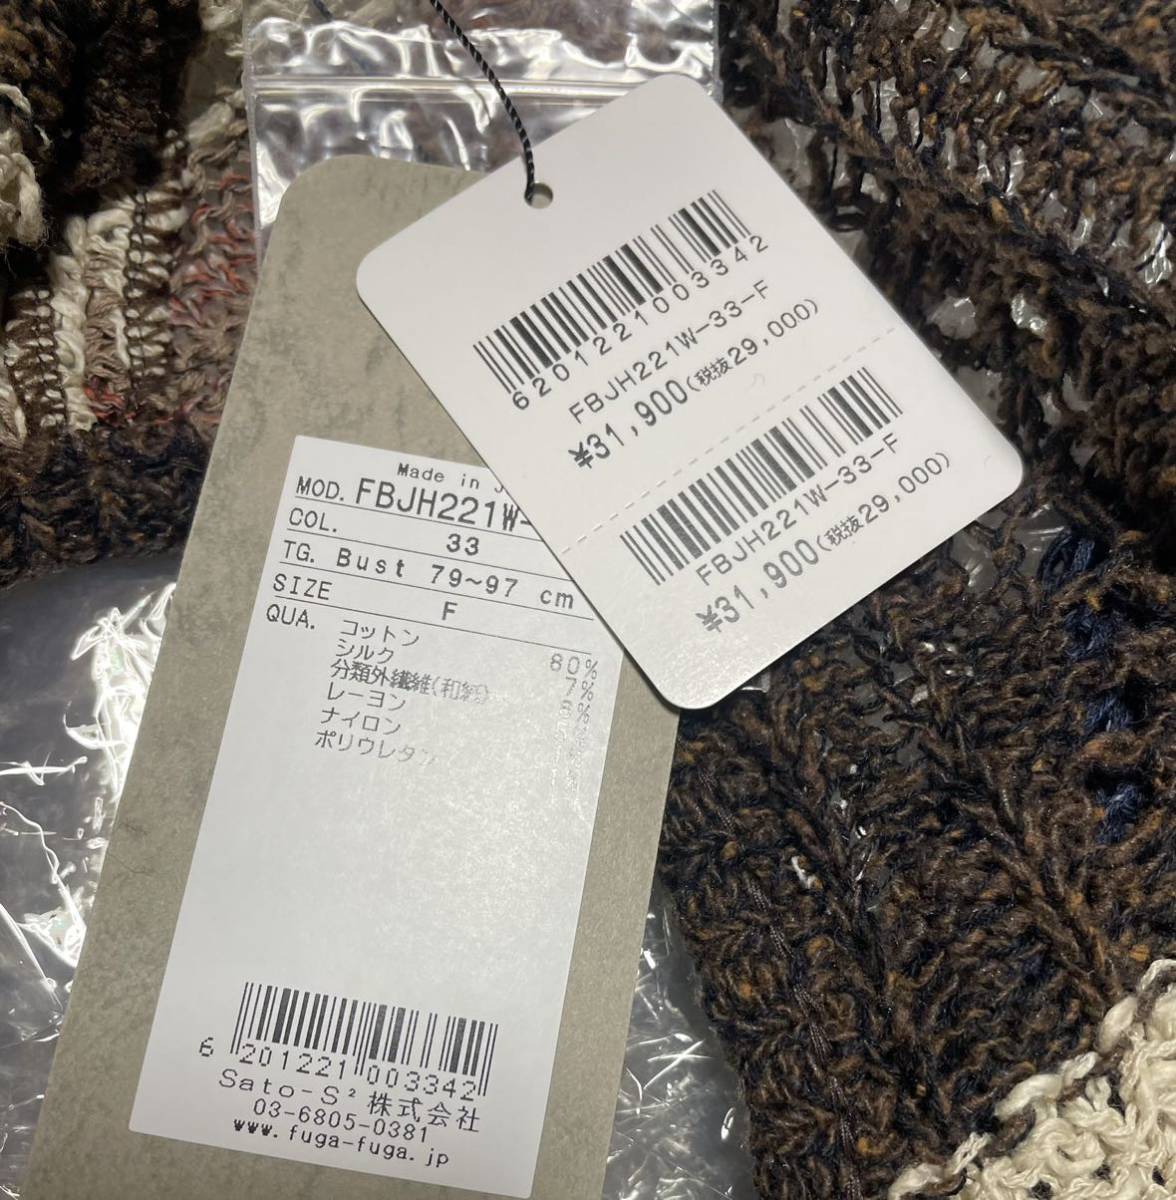 6201221003342
FBJH221W-33-F
¥31,900(税抜29,000)
FBJH221W-33-F
¥31,900(税抜29,000)
Made in
MOD. FBJH221W-
COL. 33
TG. Bust 79~97 cm
SIZE F
QUA. コットン 80%
シルク 7%
分類外繊維(和紙)
レーヨン
ナイロン
ポリウレタン
6 201221 003342
Sato-S² 株式会社
03-6805-0381
www.fuga-fuga.jp